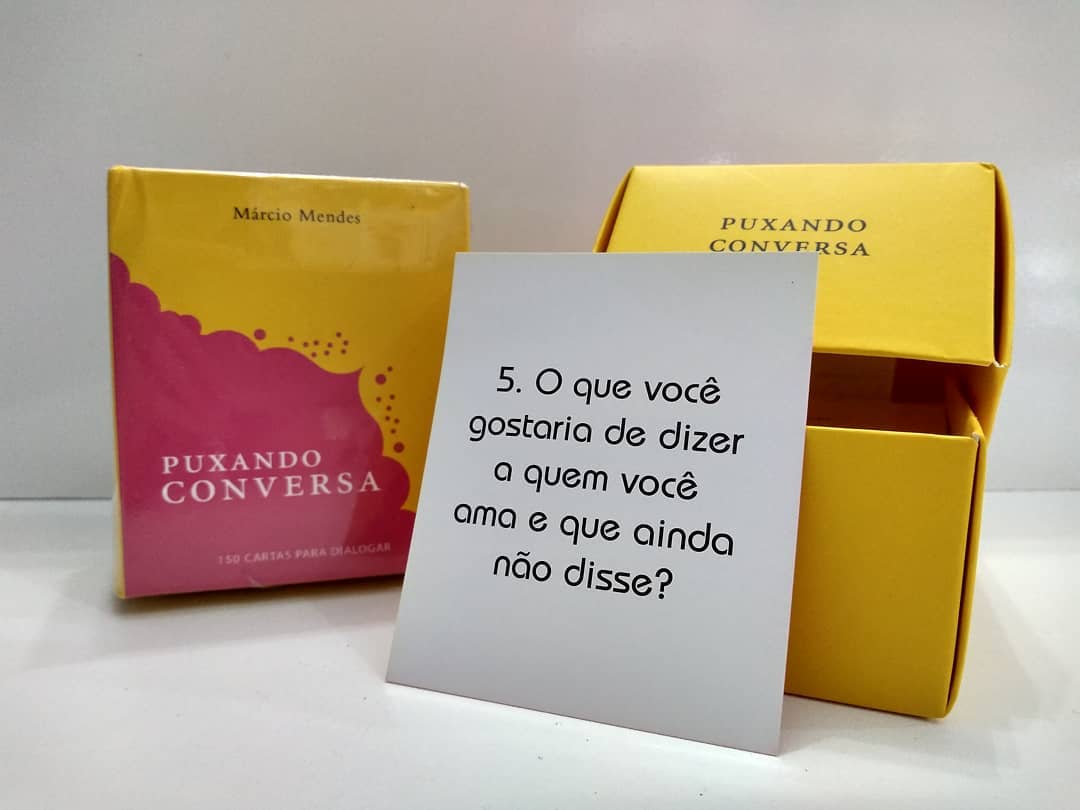 Márcio Mendes
PUXANDO
CONVERSA
150 CARTAS PARA DIALOGAR
PUXANDO
CONVERSA
5. O que você
gostaria de dizer
a quem você
ama e que ainda
não disse?